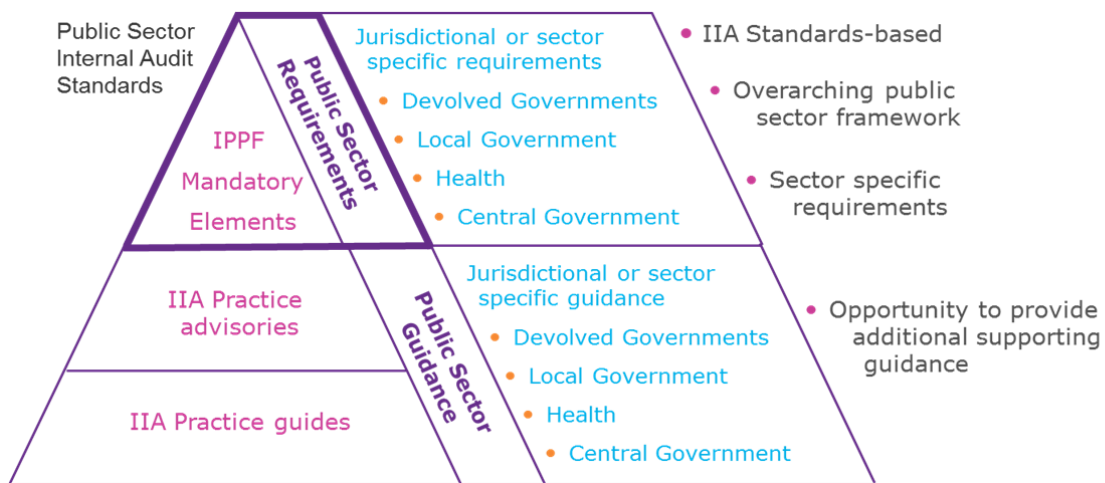 Public Sector
Internal Audit
Standards
IPPF
Mandatory
Elements
Public Sector
Requirements
Jurisdictional or sector
specific requirements
• Devolved Governments
• Local Government
• Health
• Central Government
• IIA Standards-based
• Overarching public
sector framework
• Sector specific
requirements
IIA Practice
advisories
IIA Practice guides
Public Sector
Guidance
Jurisdictional or sector
specific guidance
• Devolved Governments
• Local Government
• Health
• Central Government
• Opportunity to provide
additional supporting
guidance